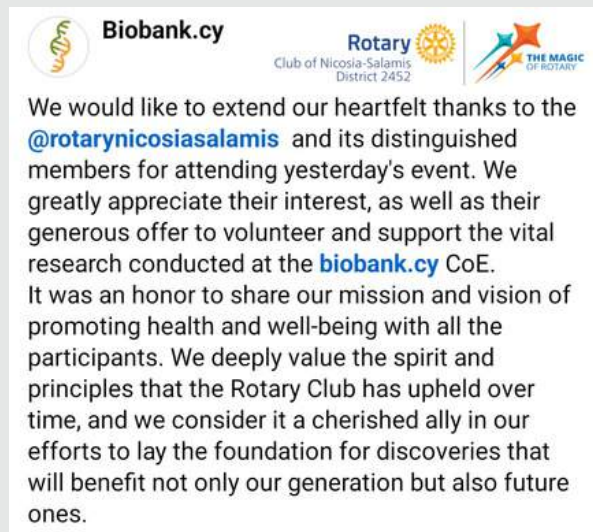 Biobank.cy
Rotary
Club of Nicosia-Salamis
District 2452
THE MAGIC
OF ROTARY
We would like to extend our heartfelt thanks to the
@rotarynicosiasalamis and its distinguished
members for attending yesterday's event. We
greatly appreciate their interest, as well as their
generous offer to volunteer and support the vital
research conducted at the biobank.cy CoE.
It was an honor to share our mission and vision of
promoting health and well-being with all the
participants. We deeply value the spirit and
principles that the Rotary Club has upheld over
time, and we consider it a cherished ally in our
efforts to lay the foundation for discoveries that
will benefit not only our generation but also future
ones.